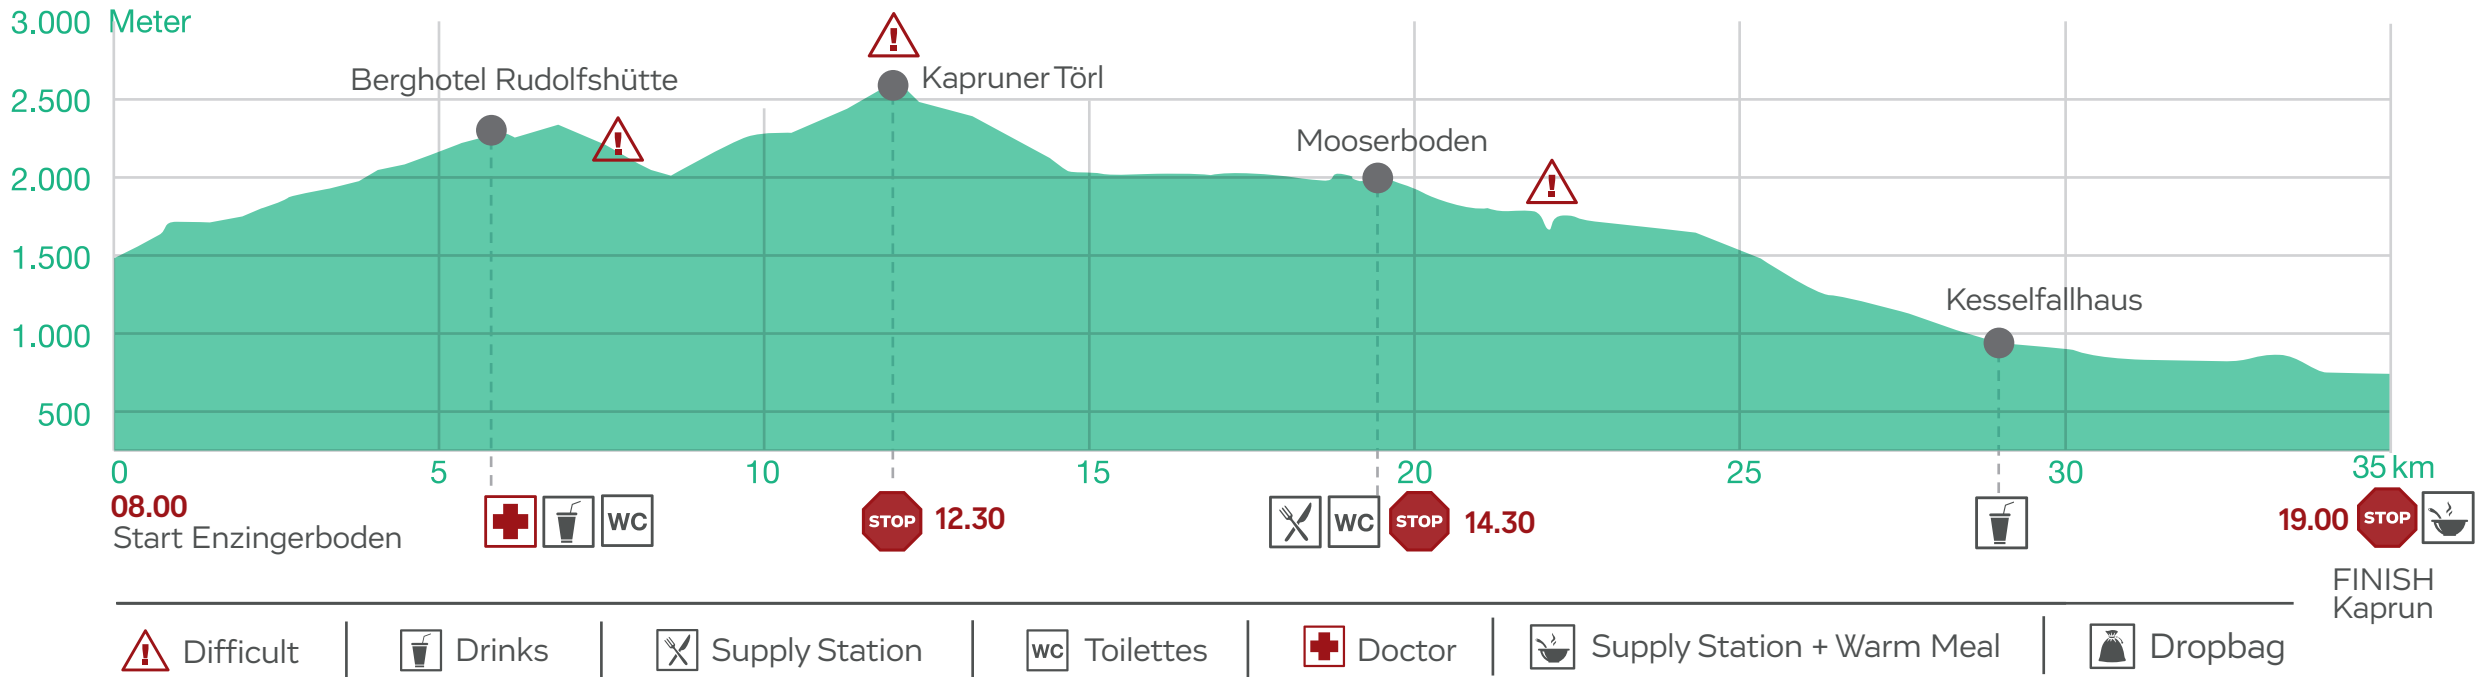 3.000 Meter
2.500
2.000
1.500
1.000
500
Berghotel Rudolfshütte
Kapruner Törl
Mooserboden
Kesselfallhaus
0 5 10 15 20 25 30 35 km
08.00
Start Enzingerboden
WC
STOP 12.30
WC STOP 14.30
19.00 STOP
FINISH
Kaprun
Difficult Drinks Supply Station WC Toilettes Doctor Supply Station + Warm Meal Dropbag